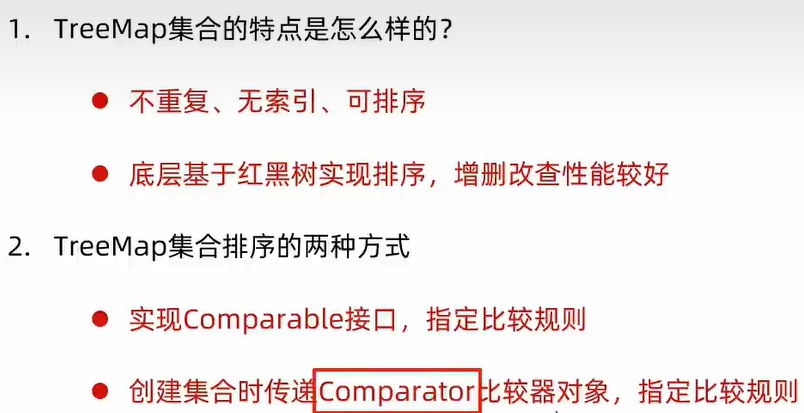 1. TreeMap集合的特点是怎么样的？
● 不重复、无索引、可排序
● 底层基于红黑树实现排序，增删改查性能较好
2. TreeMap集合排序的两种方式
● 实现Comparable接口，指定比较规则
● 创建集合时传递Comparator比较器对象，指定比较规则